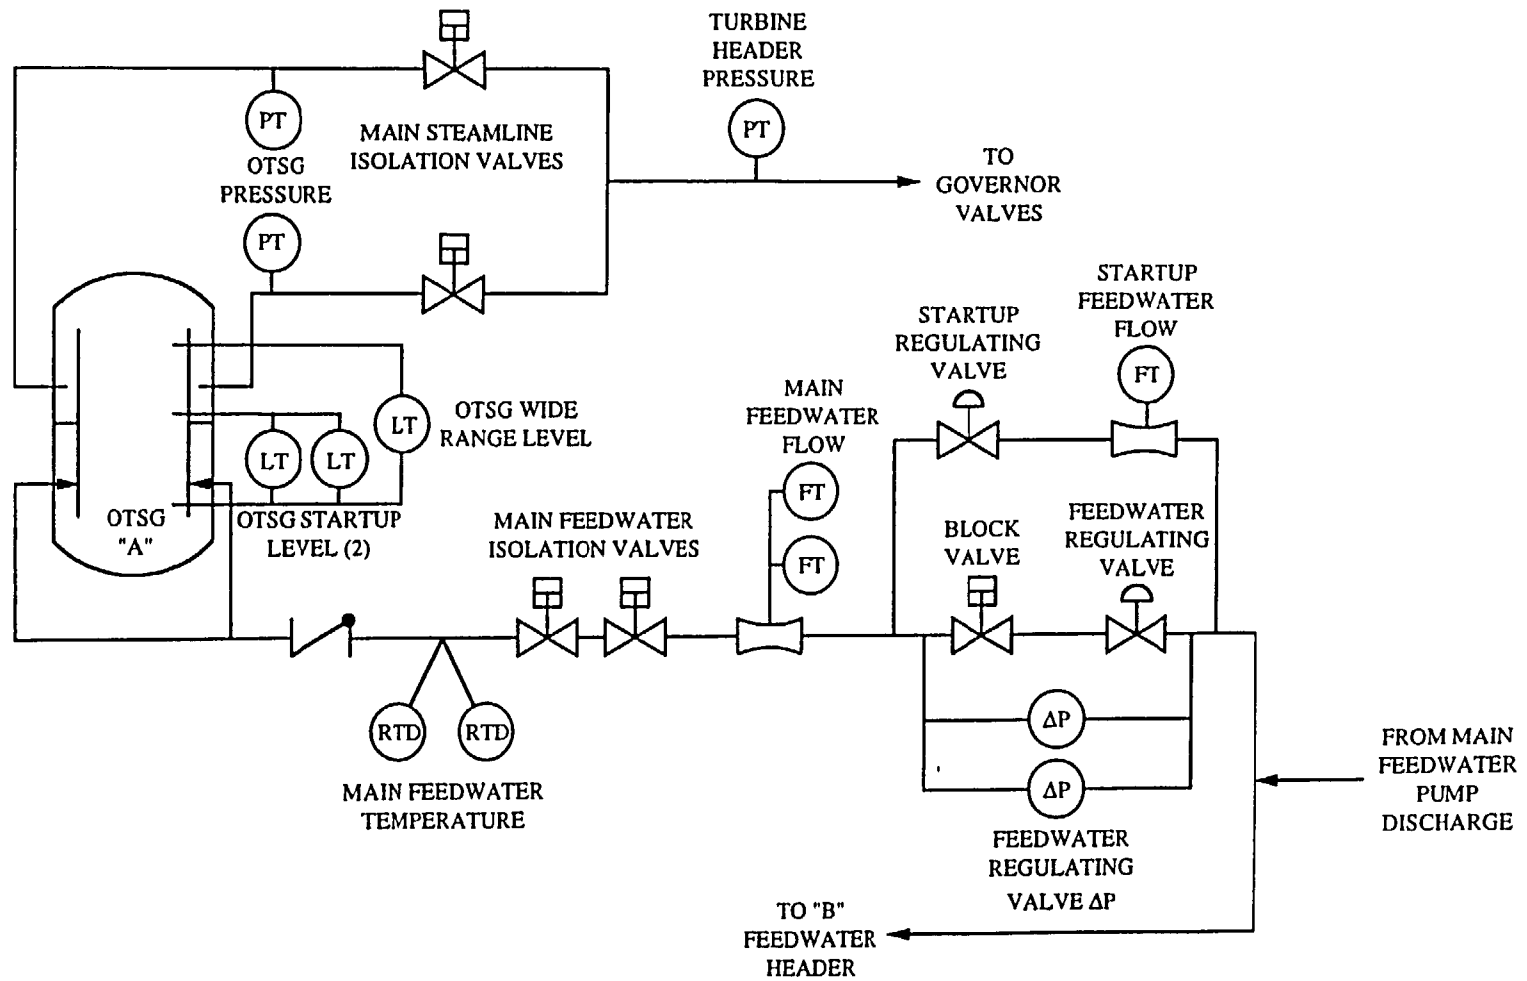 TURBINE
HEADER
PRESSURE
PT
PT
MAIN STEAMLINE
ISOLATION VALVES
OTSG
PRESSURE
PT
TO
GOVERNOR
VALVES
STARTUP
FEEDWATER
FLOW
FT
STARTUP
REGULATING
VALVE
MAIN
FEEDWATER
FLOW
FT
FT
LT
OTSG WIDE
RANGE LEVEL
LT
LT
OTSG
"A"
OTSG STARTUP
LEVEL (2)
MAIN FEEDWATER
ISOLATION VALVES
BLOCK
VALVE
FEEDWATER
REGULATING
VALVE
RTD
RTD
MAIN FEEDWATER
TEMPERATURE
ΔP
ΔP
FEEDWATER
REGULATING
VALVE ΔP
FROM MAIN
FEEDWATER
PUMP
DISCHARGE
TO "B"
FEEDWATER
HEADER